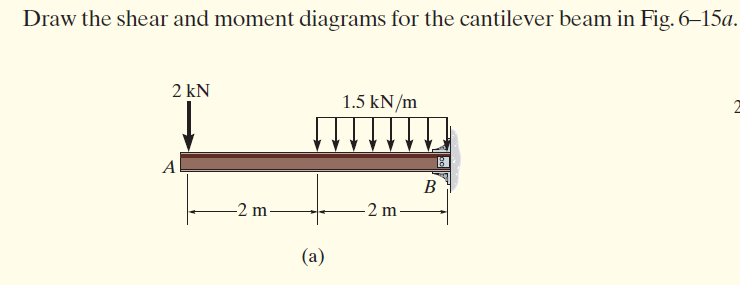 Draw the shear and moment diagrams for the cantilever beam in Fig. 6–15a.
2 kN
1.5 kN/m
A
B
2 m
2 m
(a)